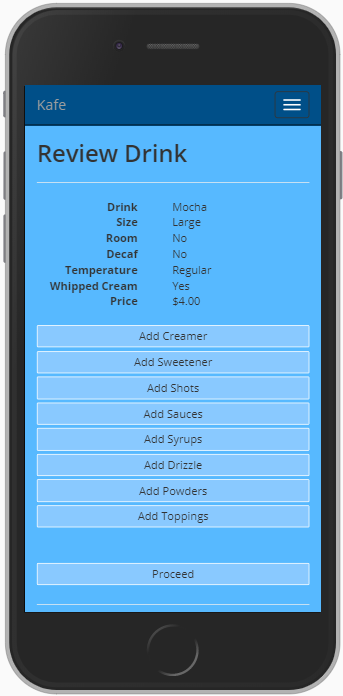 Kafe
Review Drink
Drink Mocha
Size Large
Room No
Decaf No
Temperature Regular
Whipped Cream Yes
Price $4.00
Add Creamer
Add Sweetener
Add Shots
Add Sauces
Add Syrups
Add Drizzle
Add Powders
Add Toppings
Proceed